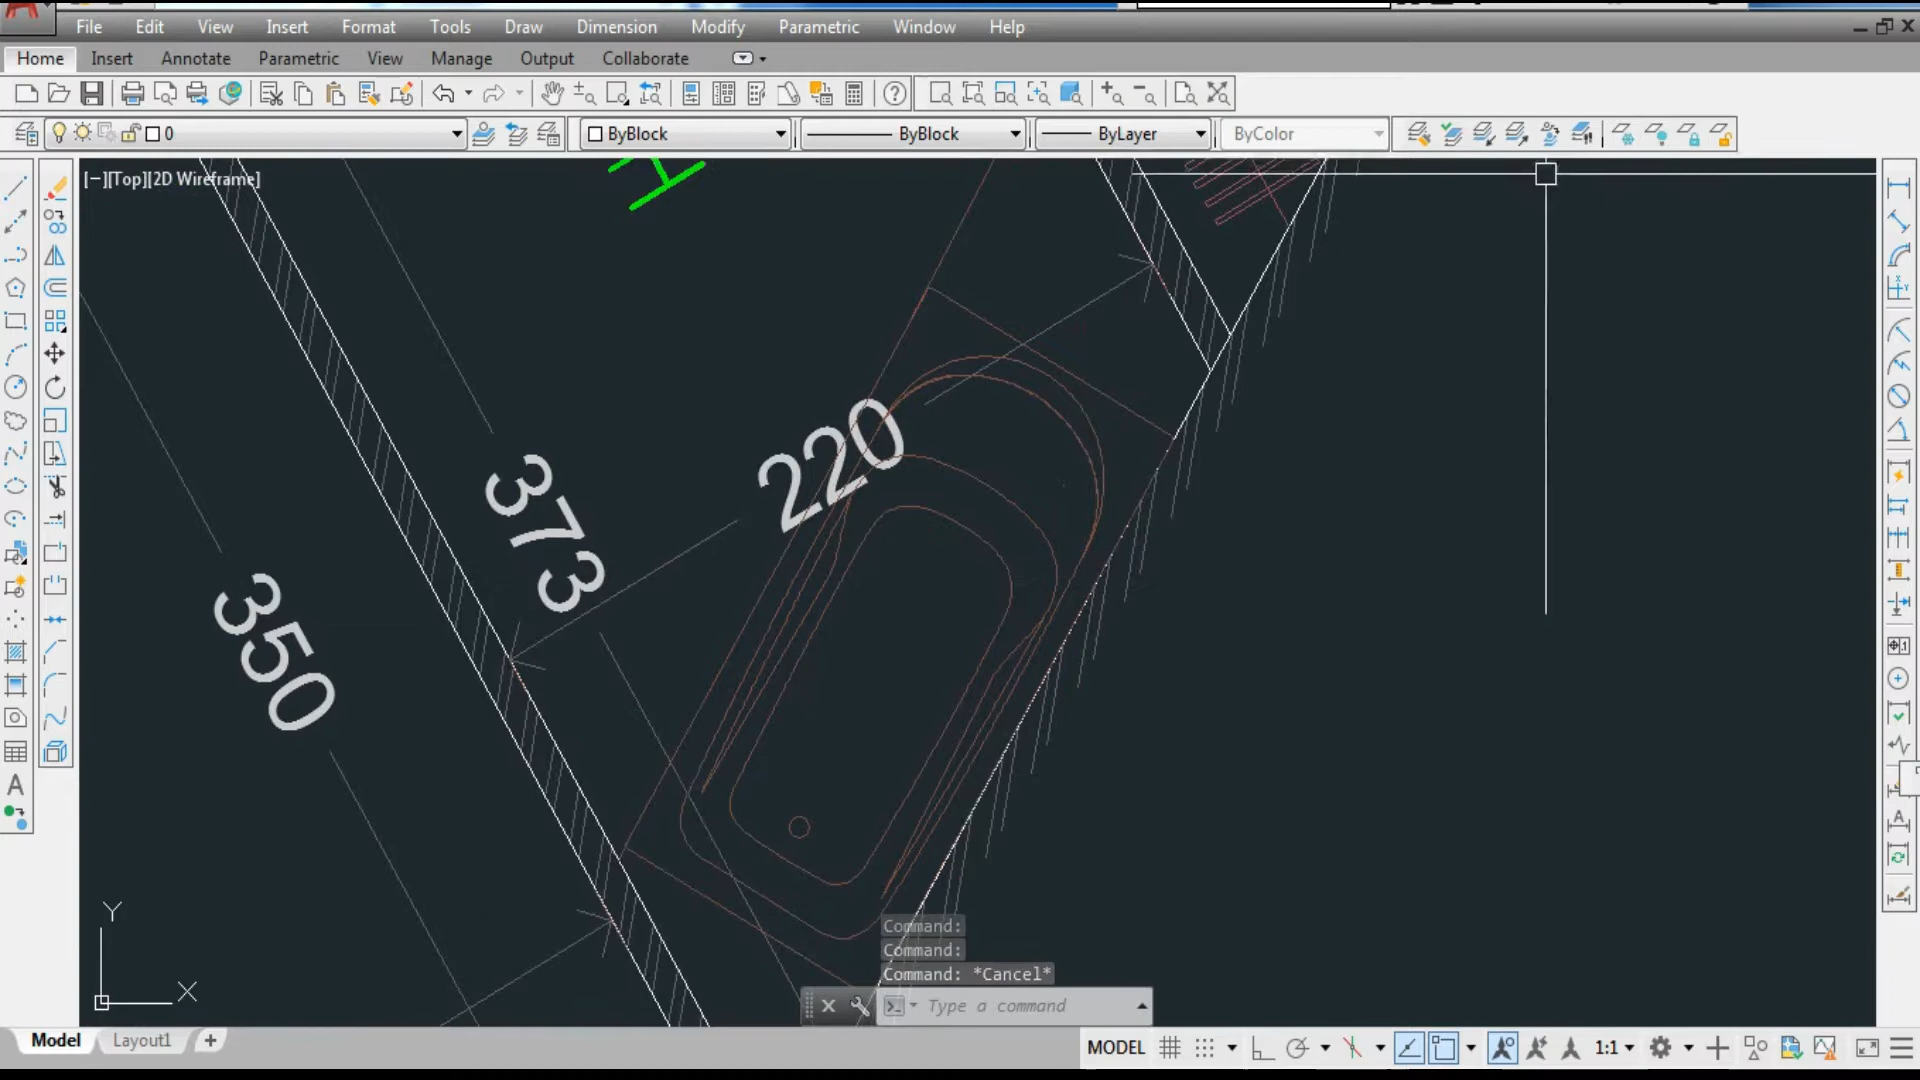 File Edit View Insert Format Tools Draw Dimension Modify Parametric Window Help
Home Insert Annotate Parametric View Manage Output Collaborate
0 ByBlock ByBlock ByLayer ByColor
[−][Top][2D Wireframe]
H
220
373
350
Y
X
Command:
Command:
Command: *Cancel*
Type a command
Model Layout1 +
MODEL 1:1